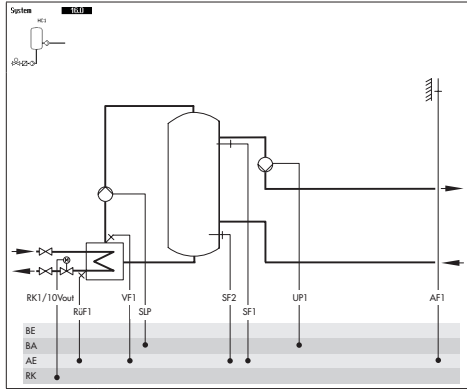 System 16.0
HC1
M
RK1/10Vout
RüF1
VF1
SLP
SF2
SF1
UP1
AF1
BE
BA
AE
RK